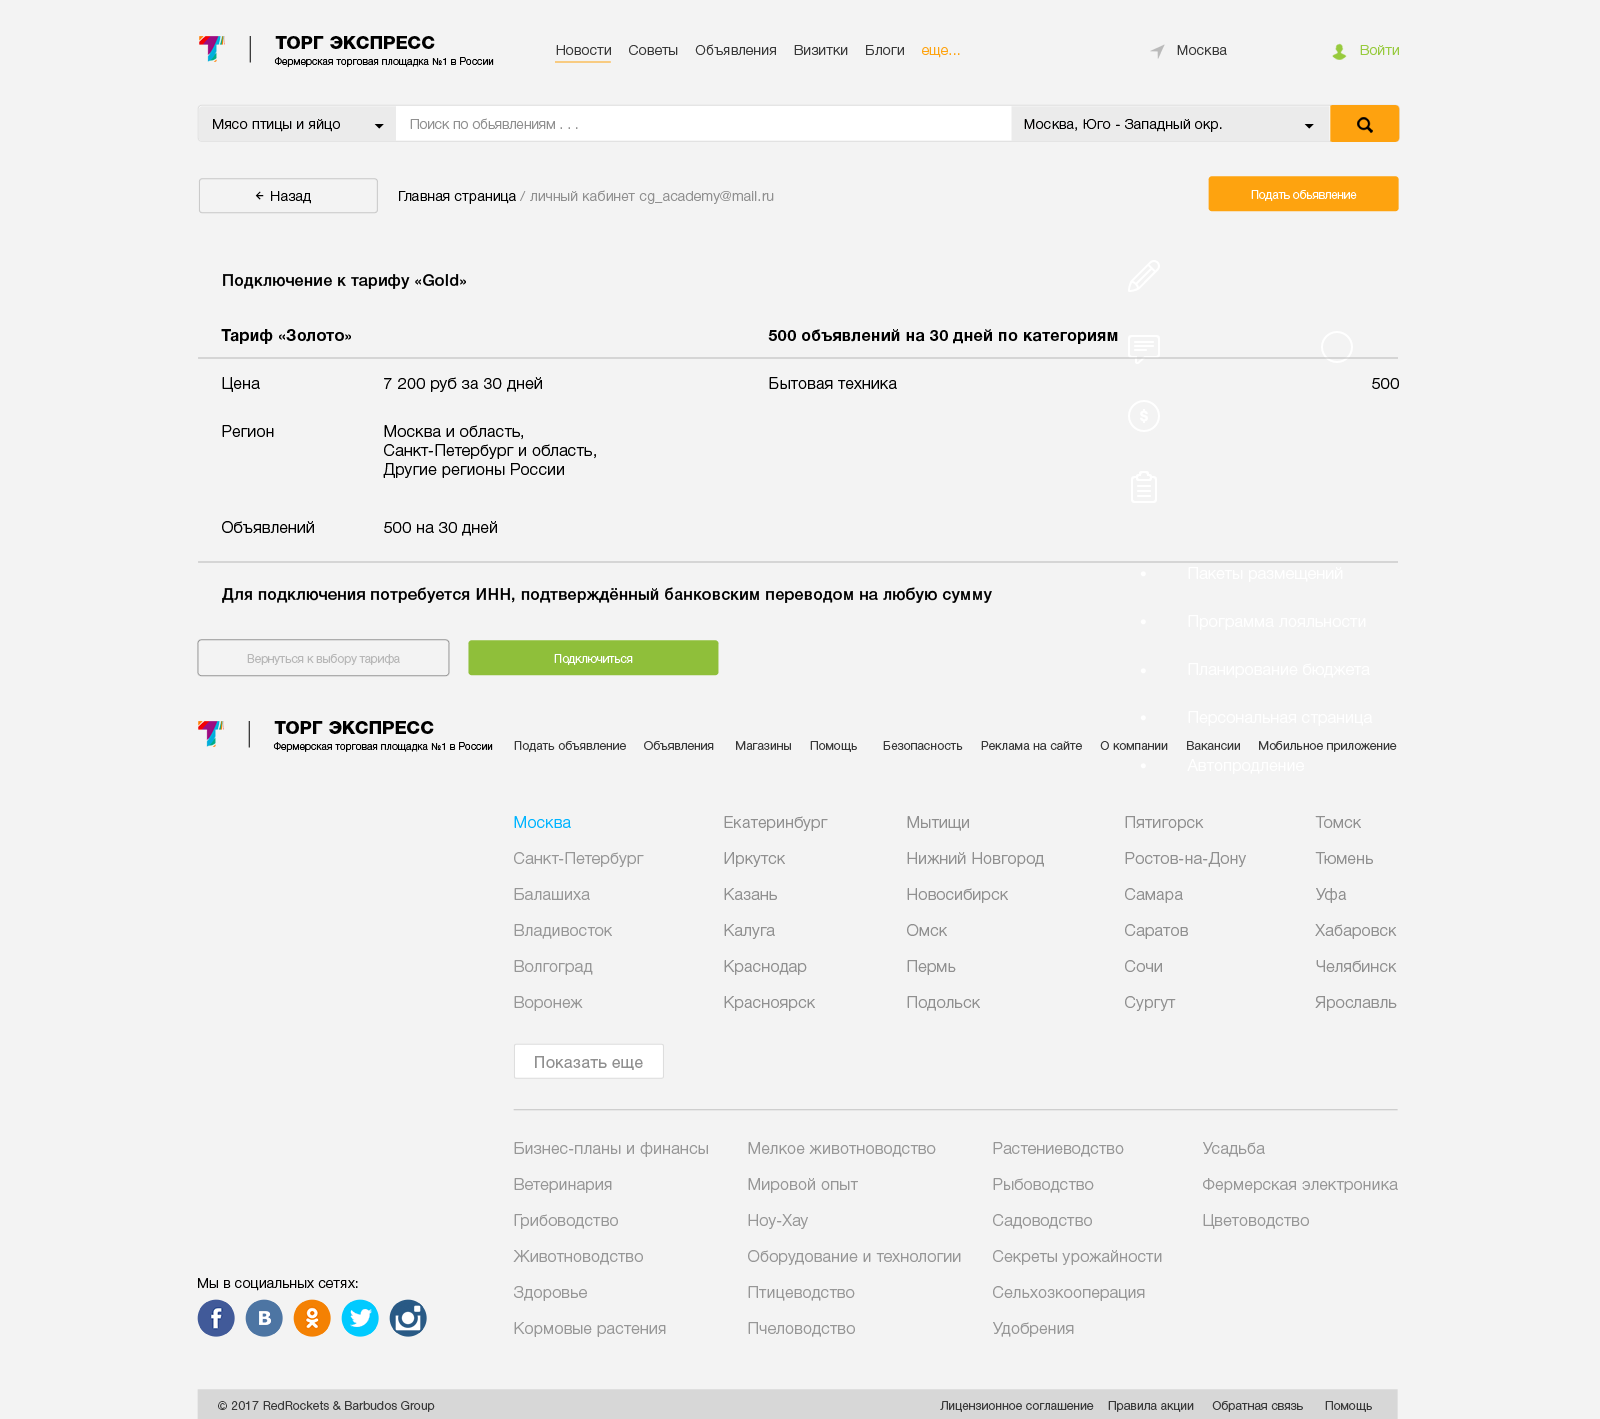 ТОРГ ЭКСПРЕСС
Фермерская торговая площадка №1 в России
Новости Советы Объявления Визитки Блоги еще...
Москва
Войти
Мясо птицы и яйцо
Поиск по обьявлениям . . .
Москва, Юго - Западный окр.
Назад
Главная страница / личный кабинет cg_academy@mail.ru
Подать обьявление
Подключение к тарифу «Gold»
Тариф «Золото»
500 объявлений на 30 дней по категориям
Цена 7 200 руб за 30 дней
Бытовая техника 500
Регион Москва и область,
Санкт-Петербург и область,
Другие регионы России
Объявлений 500 на 30 дней
Пакеты размещений
Программа лояльности
Планирование бюджета
Персональная страница
Автопродление
Для подключения потребуется ИНН, подтверждённый банковским переводом на любую сумму
Вернуться к выбору тарифа
Подключиться
ТОРГ ЭКСПРЕСС
Фермерская торговая площадка №1 в России
Подать объявление Объявления Магазины Помощь Безопасность Реклама на сайте О компании Вакансии Мобильное приложение
Москва Екатеринбург Мытищи Пятигорск Томск
Санкт-Петербург Иркутск Нижний Новгород Ростов-на-Дону Тюмень
Балашиха Казань Новосибирск Самара Уфа
Владивосток Калуга Омск Саратов Хабаровск
Волгоград Краснодар Пермь Сочи Челябинск
Воронеж Красноярск Подольск Сургут Ярославль
Показать еще
Бизнес-планы и финансы Мелкое животноводство Растениеводство Усадьба
Ветеринария Мировой опыт Рыбоводство Фермерская электроника
Грибоводство Ноу-Хау Садоводство Цветоводство
Животноводство Оборудование и технологии Секреты урожайности
Здоровье Птицеводство Сельхозкооперация
Кормовые растения Пчеловодство Удобрения
Мы в социальных сетях:
© 2017 RedRockets & Barbudos Group
Лицензионное соглашение Правила акции Обратная связь Помощь